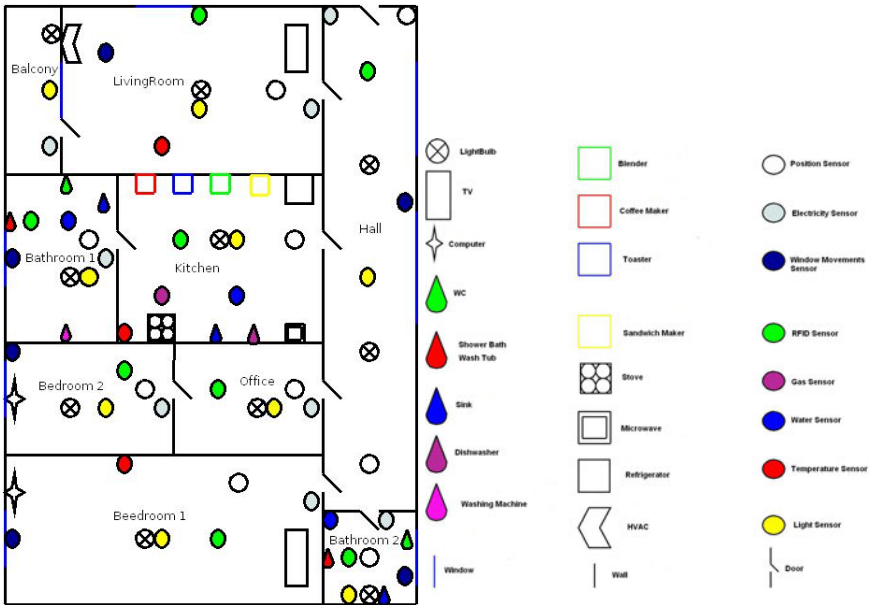 Balcony
LivingRoom
Hall
Bathroom 1
Kitchen
Bedroom 2
Office
Beedroom 1
Bathroom 2
LightBulb
TV
Computer
WC
Shower Bath
Wash Tub
Sink
Dishwasher
Washing Machine
Window
Blender
Coffee Maker
Toaster
Sandwich Maker
Stove
Microwave
Refrigerator
HVAC
Wall
Position Sensor
Electricity Sensor
Window Movements
Sensor
RFID Sensor
Gas Sensor
Water Sensor
Temperature Sensor
Light Sensor
Door